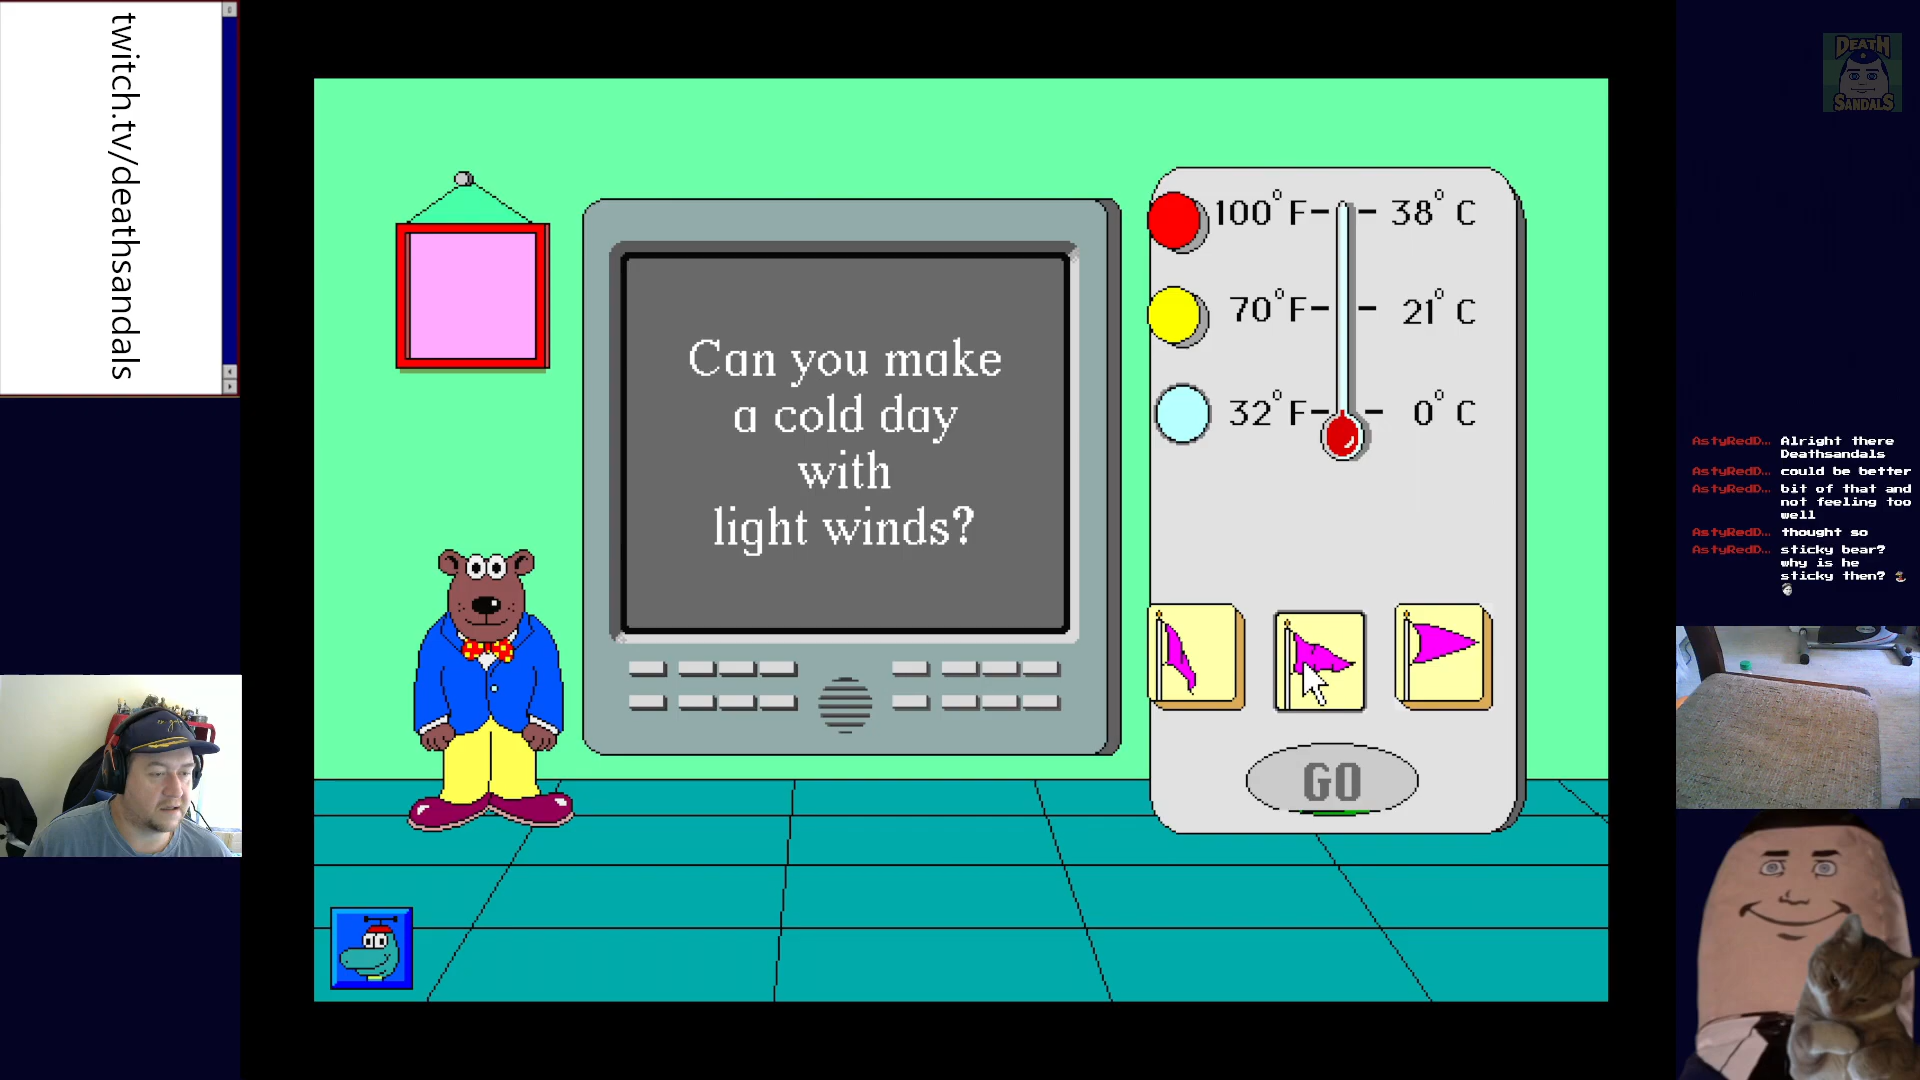 twitch.tv/deathsandals
Can you make
a cold day
with
light winds?
100° F
38° C
70° F
21° C
32° F
0° C
GO
DEATH
SANDALS
AstyRedD... Alright there
Deathsandals
AstyRedD... could be better
AstyRedD... bit of that and
not feeling too
well
AstyRedD... thought so
AstyRedD... sticky bear?
why is he
sticky then?